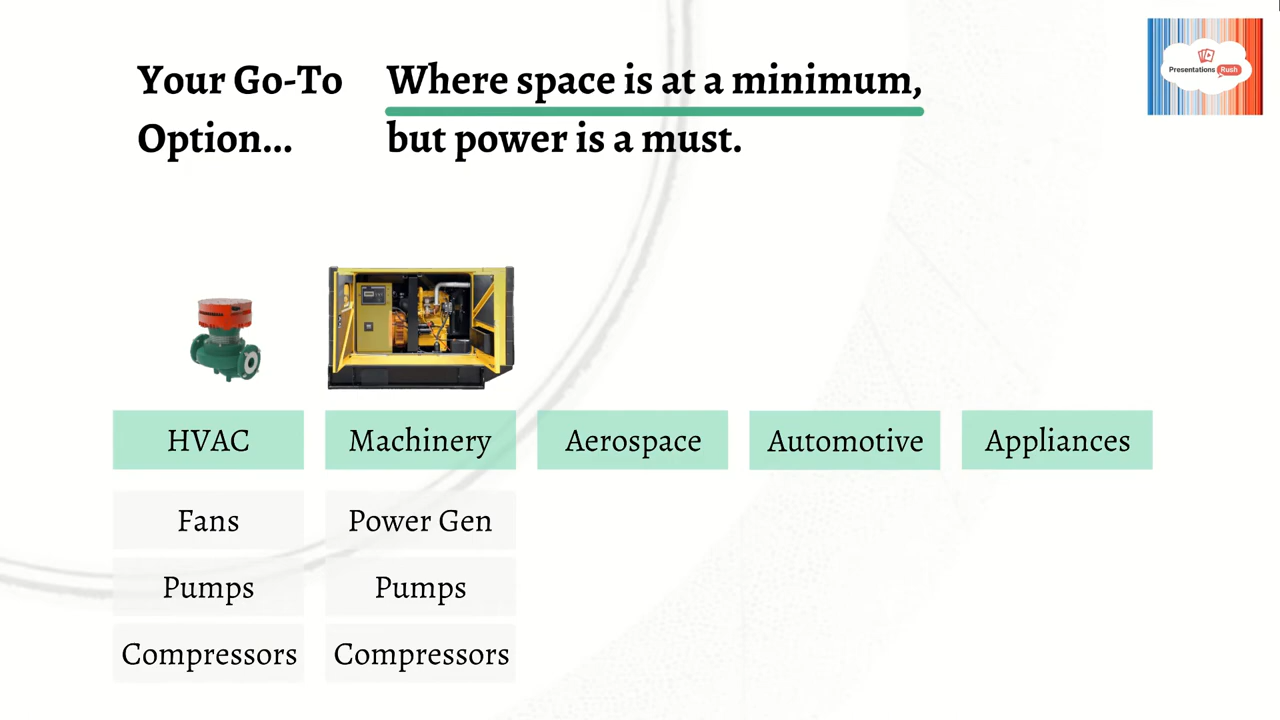 Your Go-To
Option...
Where space is at a minimum,
but power is a must.
Presentations Rush
HVAC
Machinery
Aerospace
Automotive
Appliances
Fans
Power Gen
Pumps
Pumps
Compressors
Compressors